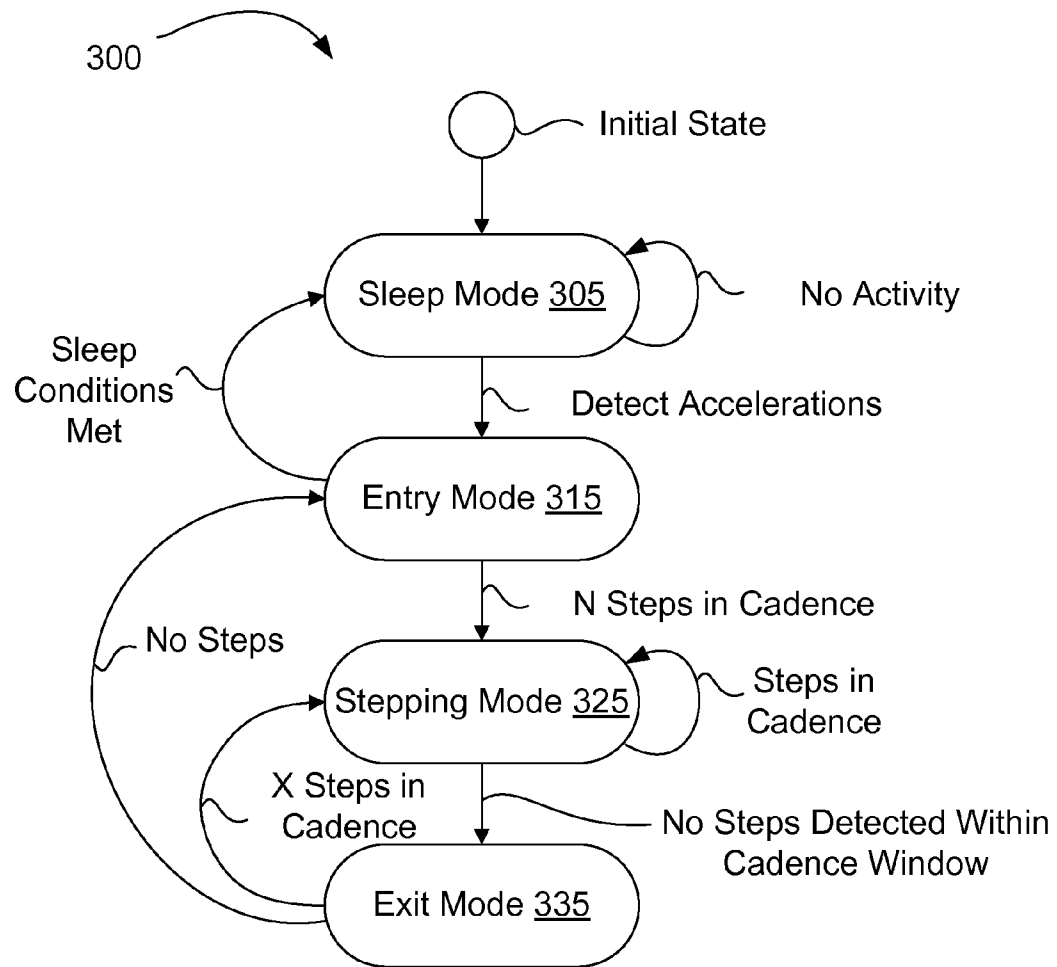 300
Initial State
Sleep Mode 305
No Activity
Sleep
Conditions
Met
Detect Accelerations
Entry Mode 315
N Steps in Cadence
No Steps
Stepping Mode 325
Steps in
Cadence
X Steps in
Cadence
No Steps Detected Within
Cadence Window
Exit Mode 335